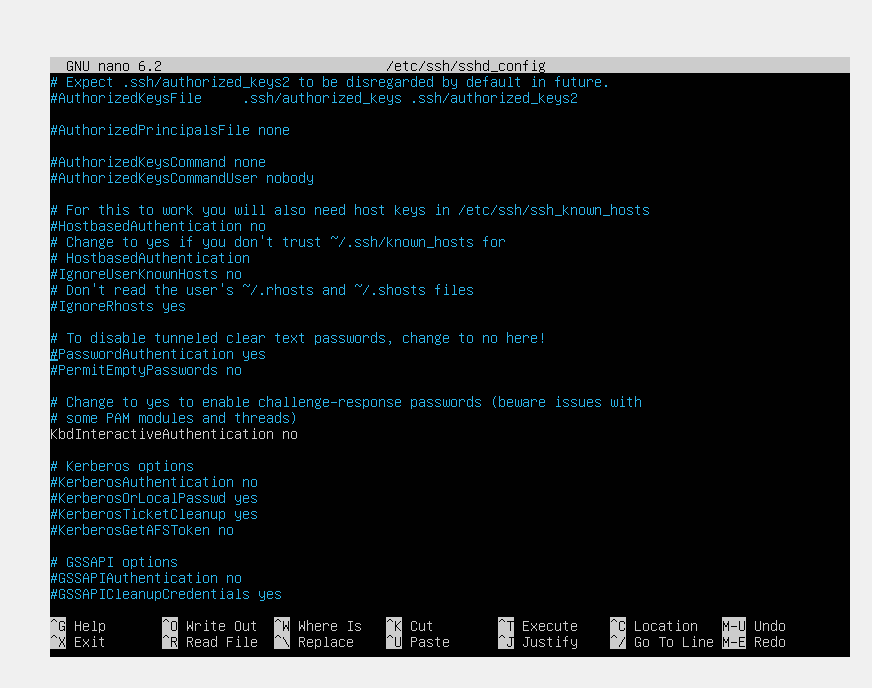 GNU nano 6.2 /etc/ssh/sshd_config
# Expect .ssh/authorized_keys2 to be disregarded by default in future.
#AuthorizedKeysFile .ssh/authorized_keys .ssh/authorized_keys2
#AuthorizedPrincipalsFile none
#AuthorizedKeysCommand none
#AuthorizedKeysCommandUser nobody
# For this to work you will also need host keys in /etc/ssh/ssh_known_hosts
#HostbasedAuthentication no
# Change to yes if you don't trust ~/.ssh/known_hosts for
# HostbasedAuthentication
#IgnoreUserKnownHosts no
# Don't read the user's ~/.rhosts and ~/.shosts files
#IgnoreRhosts yes
# To disable tunneled clear text passwords, change to no here!
#PasswordAuthentication yes
#PermitEmptyPasswords no
# Change to yes to enable challenge-response passwords (beware issues with
# some PAM modules and threads)
KbdInteractiveAuthentication no
# Kerberos options
#KerberosAuthentication no
#KerberosOrLocalPasswd yes
#KerberosTicketCleanup yes
#KerberosGetAFSToken no
# GSSAPI options
#GSSAPIAuthentication no
#GSSAPICleanupCredentials yes
^G Help ^O Write Out ^W Where Is ^K Cut ^T Execute ^C Location M-U Undo
^X Exit ^R Read File ^\ Replace ^U Paste ^J Justify ^/ Go To Line M-E Redo